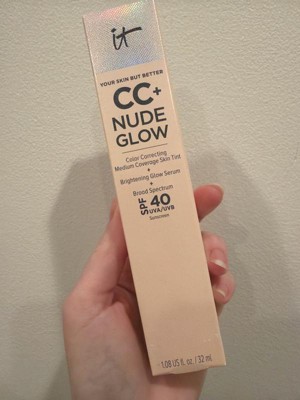 it
YOUR SKIN BUT BETTER
CC+
NUDE
GLOW
Color Correcting
Medium Coverage Skin Tint
+
Brightening Glow Serum
+
Broad Spectrum
SPF 40
UVA/UVB
Sunscreen
1.08 US fl. oz. / 32 mL